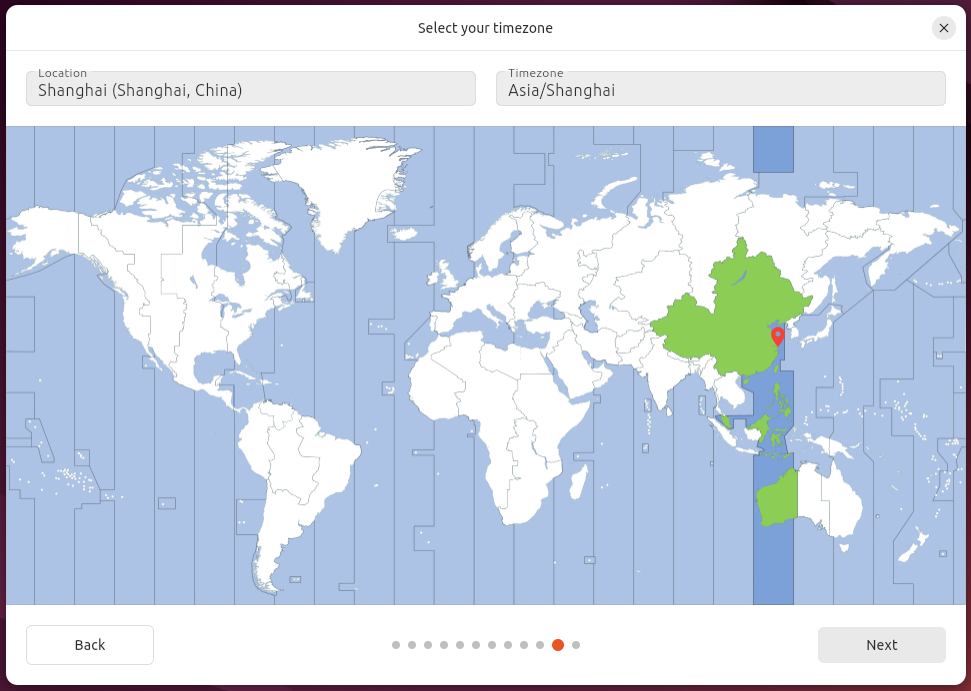 Select your timezone
Location
Shanghai (Shanghai, China)
Timezone
Asia/Shanghai
Back
Next